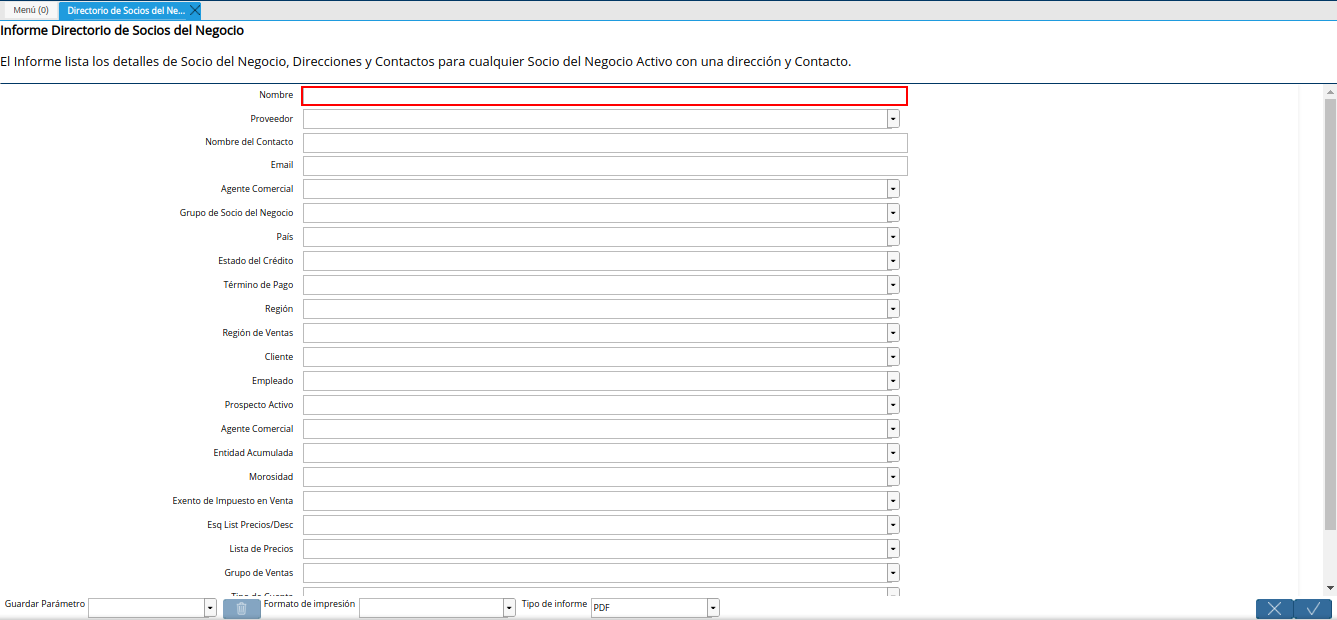 Menú (0)
Directorio de Socios del Ne...
Informe Directorio de Socios del Negocio
El Informe lista los detalles de Socio del Negocio, Direcciones y Contactos para cualquier Socio del Negocio Activo con una dirección y Contacto.
Nombre
Proveedor
Nombre del Contacto
Email
Agente Comercial
Grupo de Socio del Negocio
País
Estado del Crédito
Término de Pago
Región
Región de Ventas
Cliente
Empleado
Prospecto Activo
Agente Comercial
Entidad Acumulada
Morosidad
Exento de Impuesto en Venta
Esq List Precios/Desc
Lista de Precios
Grupo de Ventas
Tipo de Cuenta
Guardar Parámetro
Formato de impresión
Tipo de informe
PDF